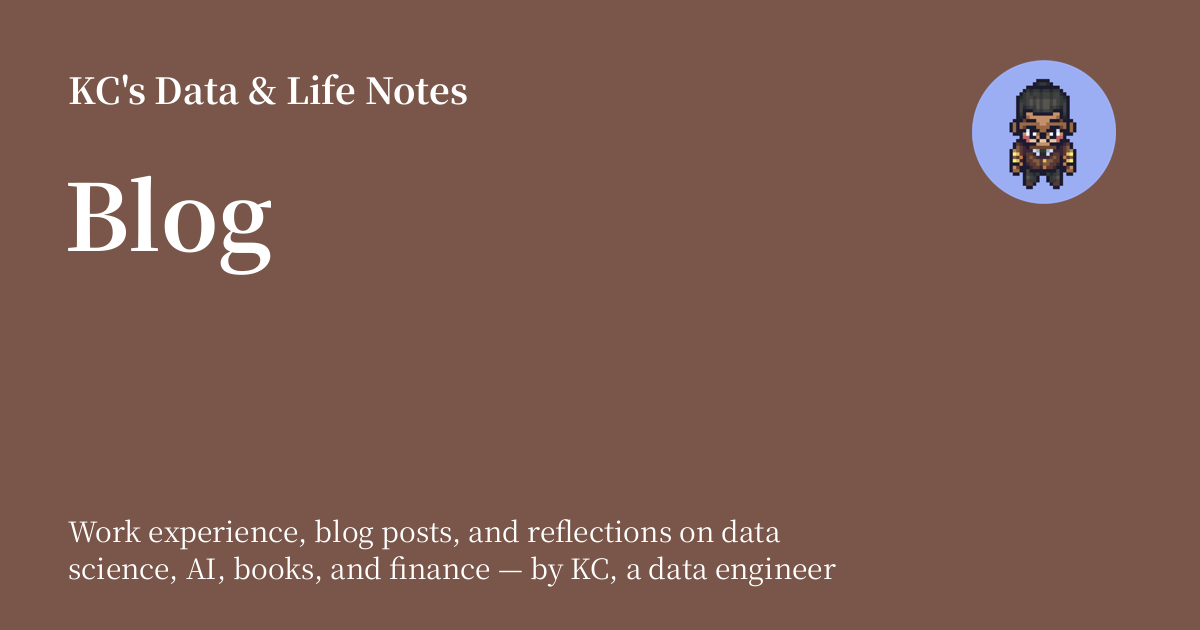 KC's Data & Life Notes
Blog
Work experience, blog posts, and reflections on data
science, AI, books, and finance — by KC, a data engineer